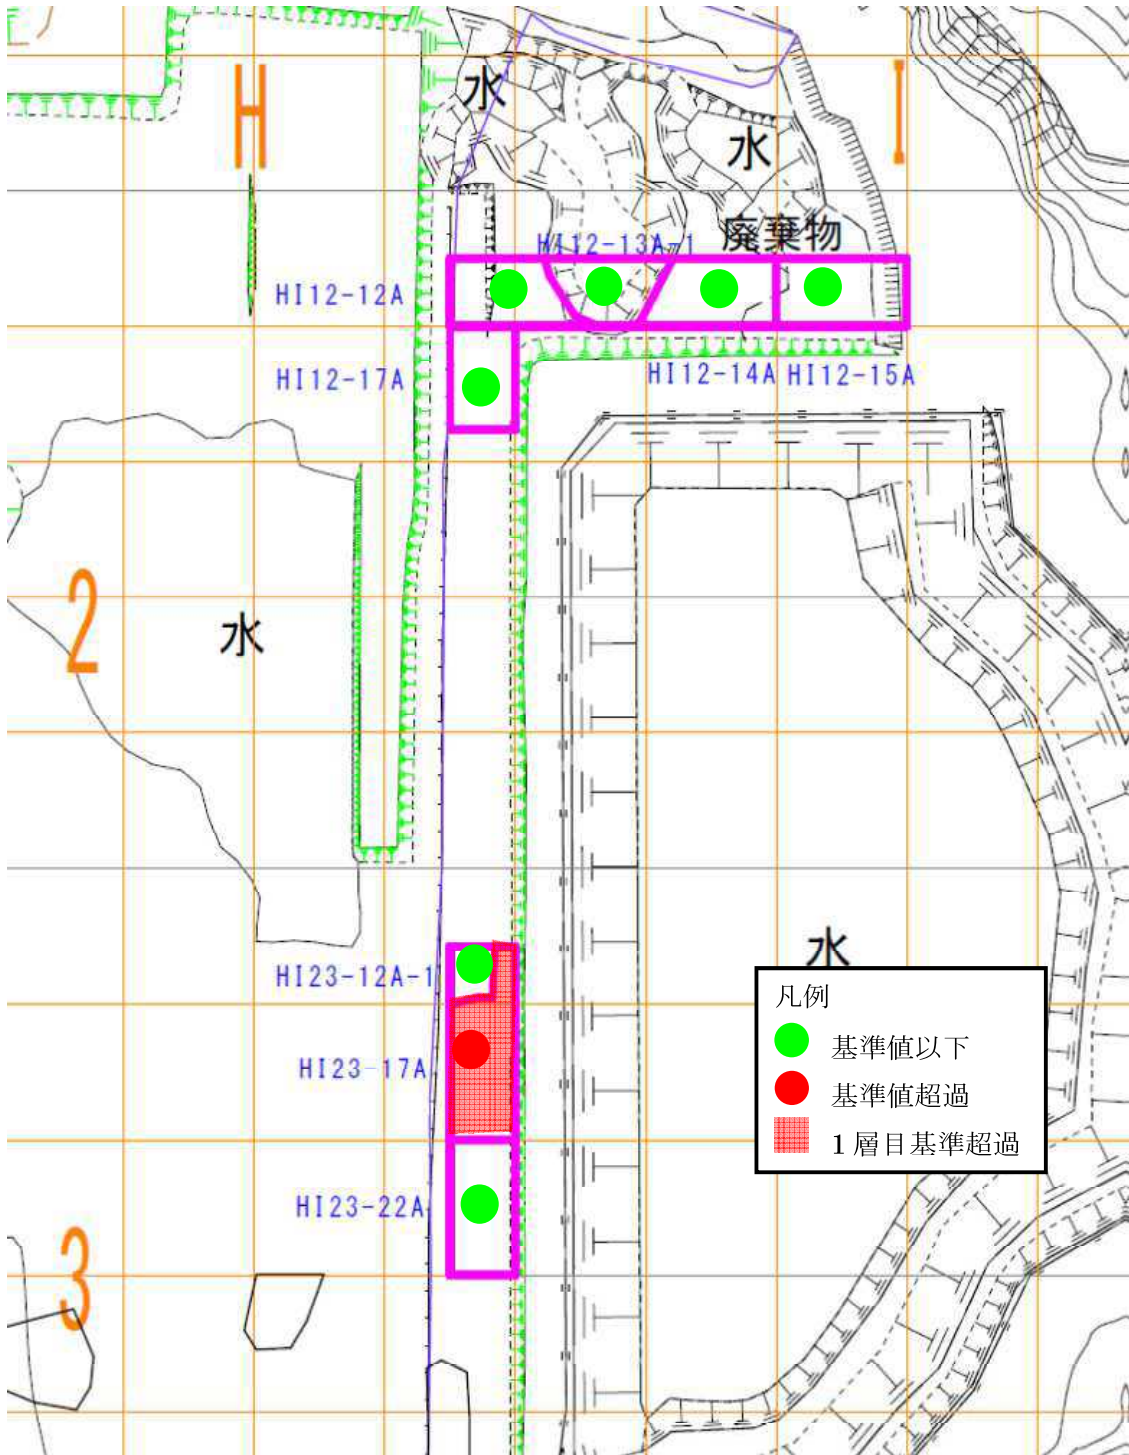 H
I
水
水
廃棄物
HI12-13A-1
HI12-12A
HI12-17A
HI12-14A
HI12-15A
2
水
水
HI23-12A-1
HI23-17A
HI23-22A
3
凡例
基準値以下
基準値超過
1層目基準超過